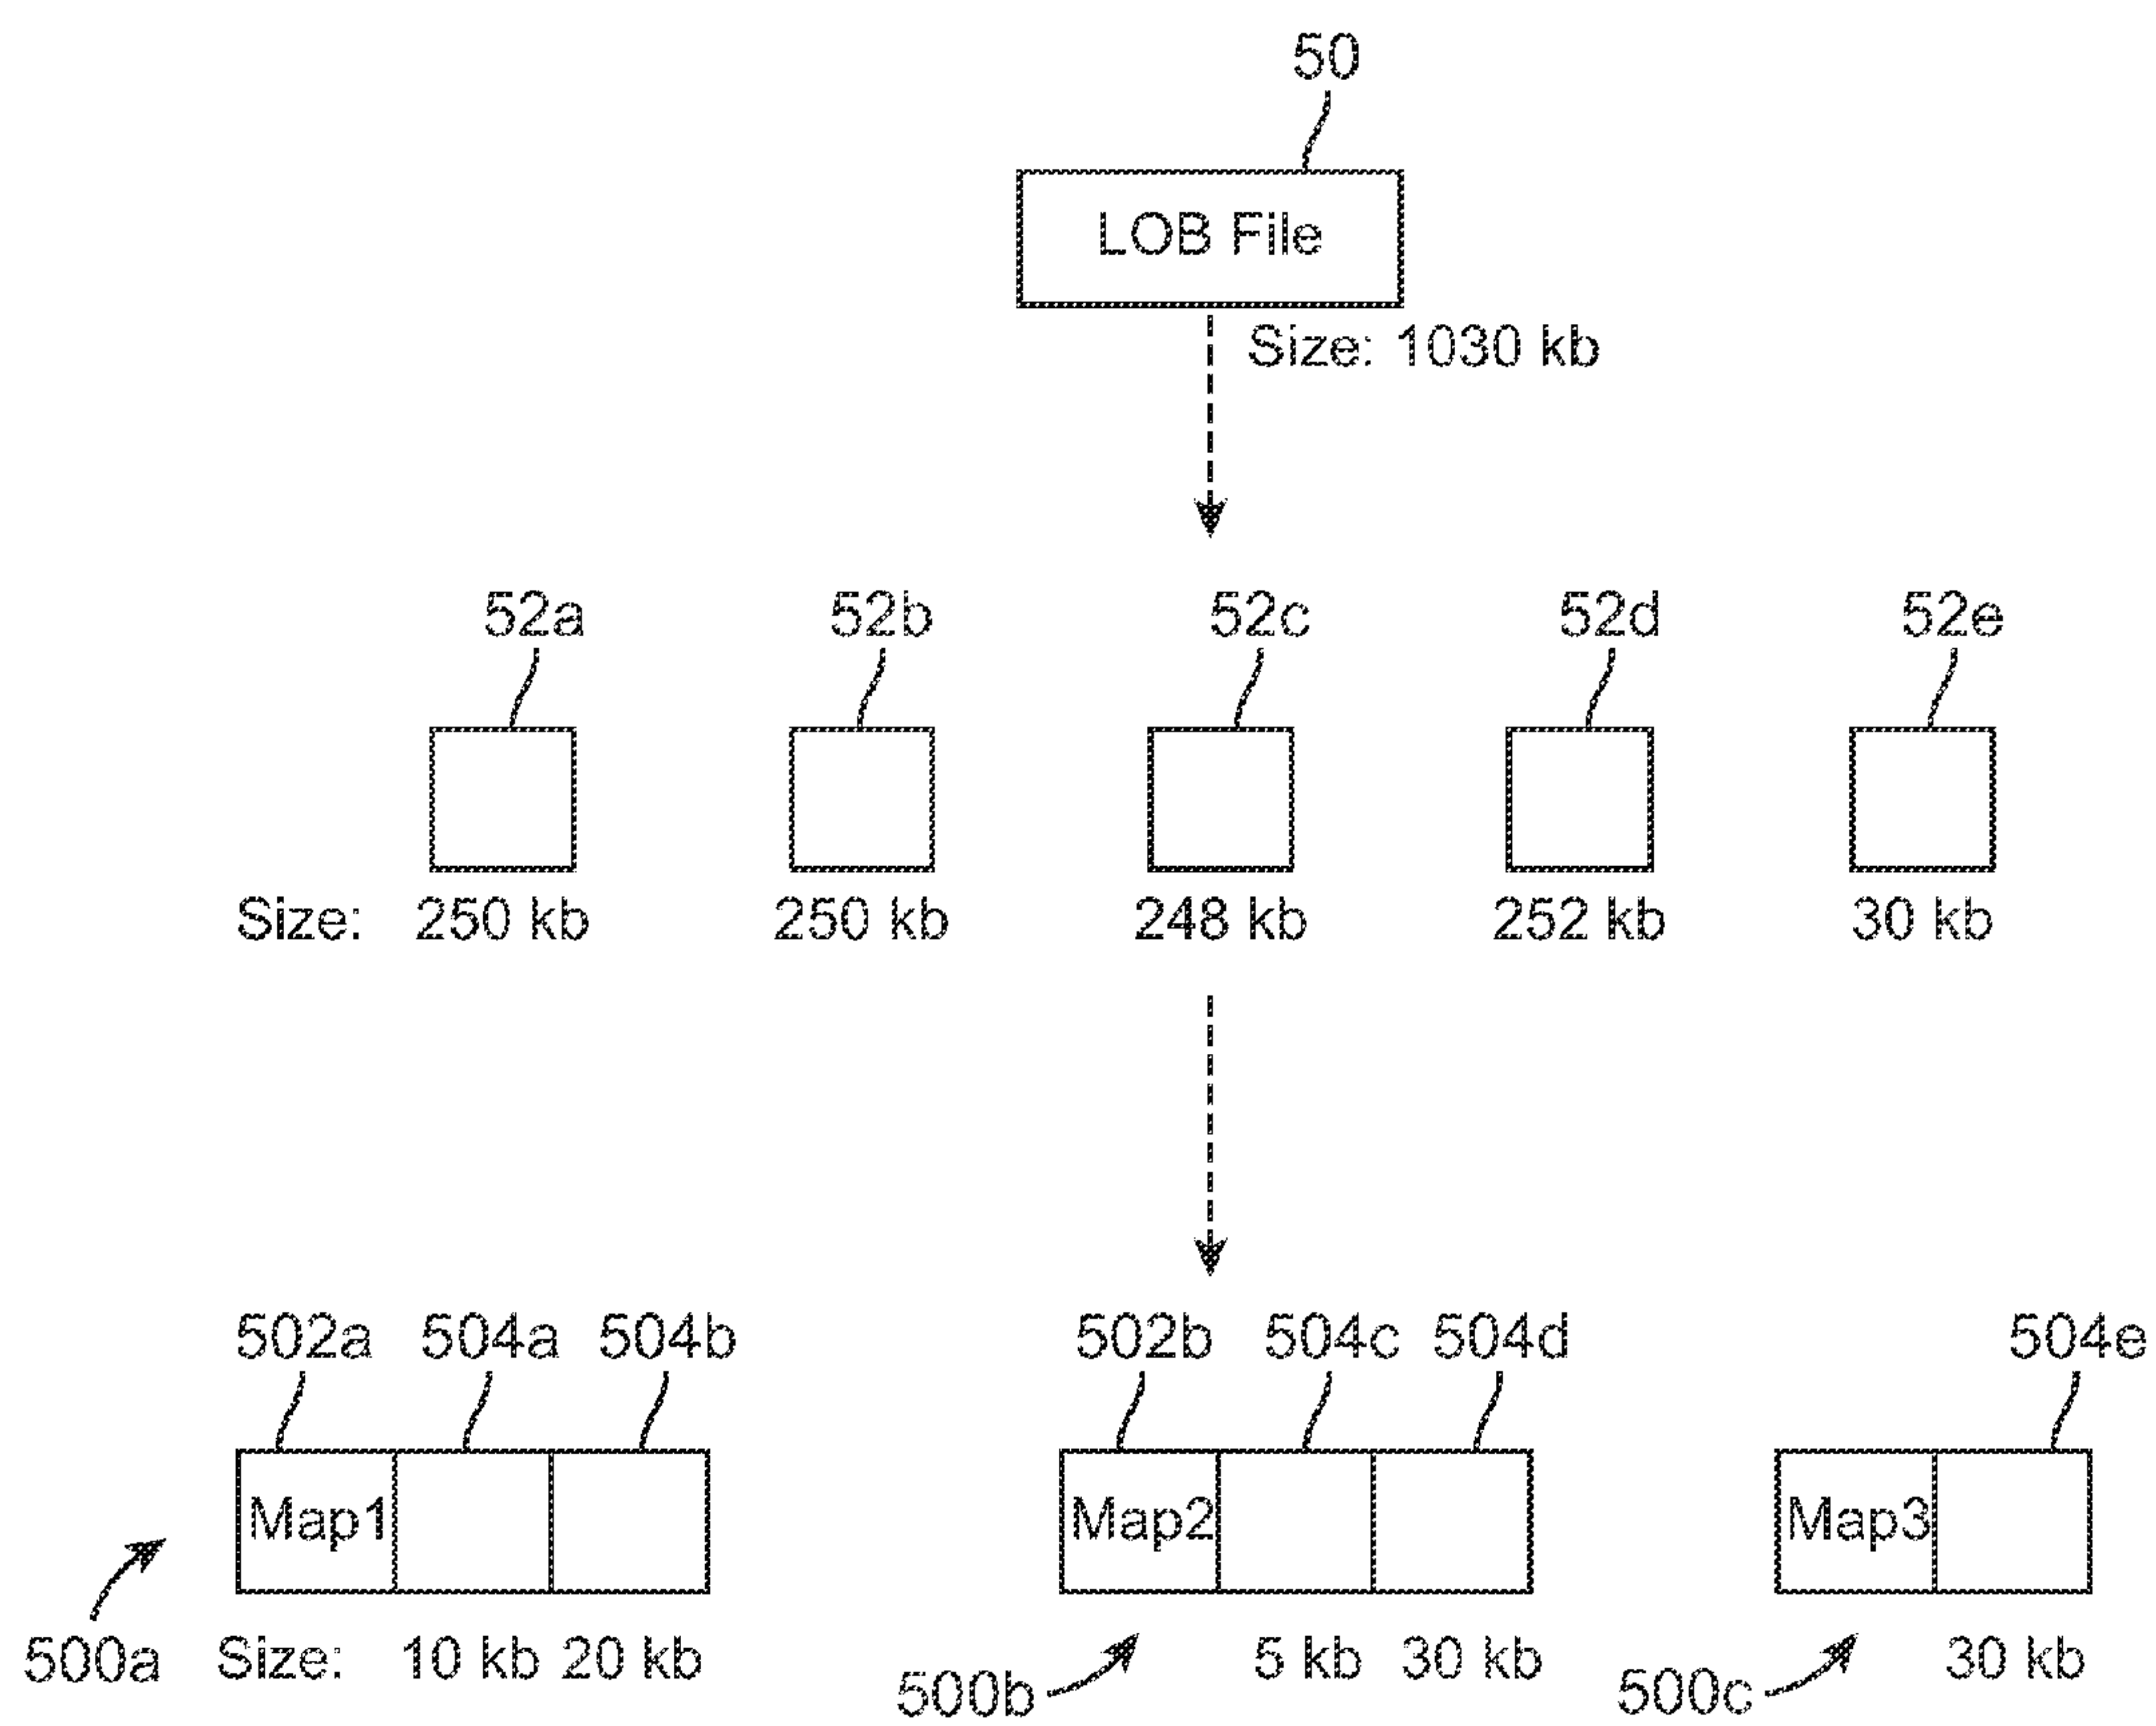 50
LOB File
Size: 1030 kb
52a 52b 52c 52d 52e
Size: 250 kb 250 kb 248 kb 252 kb 30 kb
502a 504a 504b 502b 504c 504d 504e
Map1 Map2 Map3
500a Size: 10 kb 20 kb 500b 5 kb 30 kb 500c 30 kb